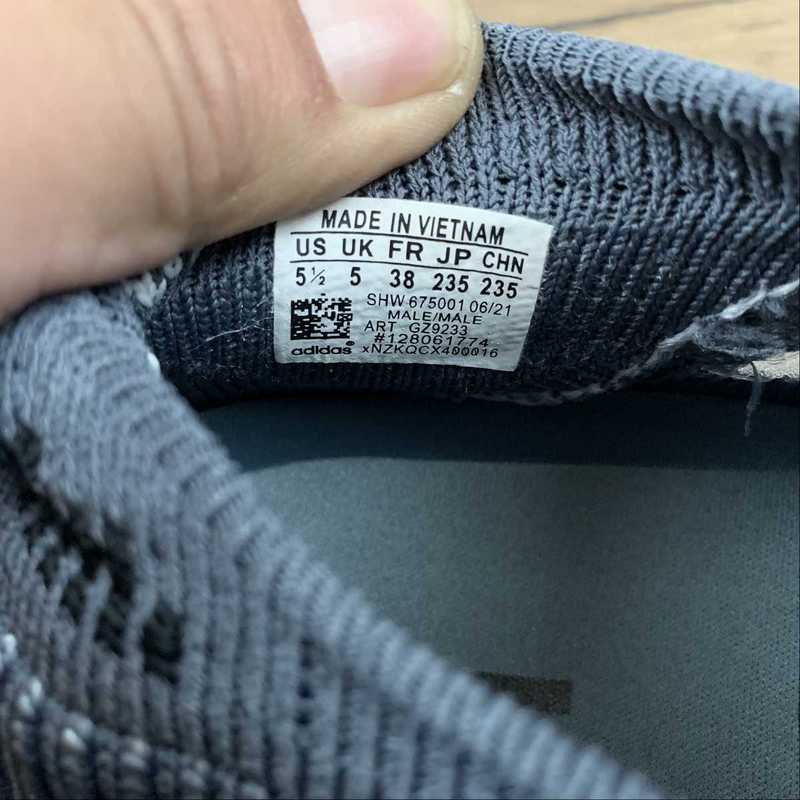 MADE IN VIETNAM
US UK FR JP CHN
5½ 5 38 235 235
SHW 675001 06/21
MALE/MALE
ART GZ9233
#128061774
adidas® xNZKQCX400016